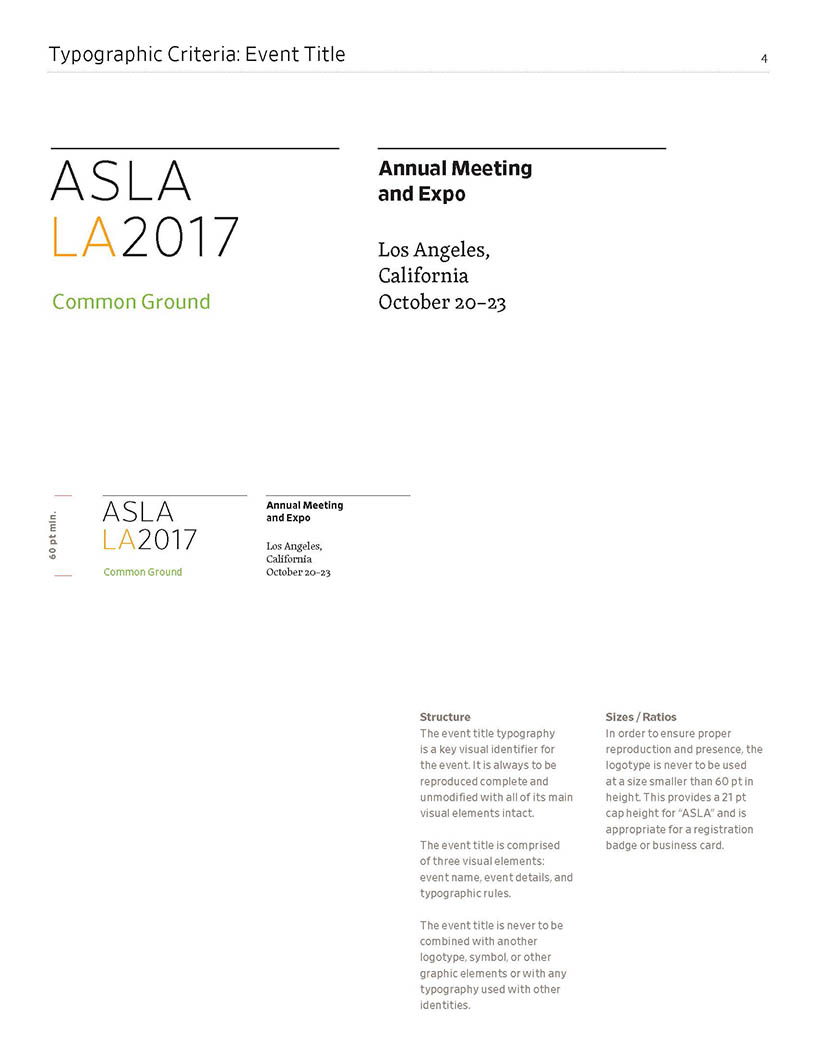 Typographic Criteria: Event Title
4
ASLA
LA2017
Common Ground
Annual Meeting
and Expo
Los Angeles,
California
October 20–23
60 pt min.
ASLA
LA2017
Common Ground
Annual Meeting
and Expo
Los Angeles,
California
October 20–23
Structure
The event title typography
is a key visual identifier for
the event. It is always to be
reproduced complete and
unmodified with all of its main
visual elements intact.
The event title is comprised
of three visual elements:
event name, event details, and
typographic rules.
The event title is never to be
combined with another
logotype, symbol, or other
graphic elements or with any
typography used with other
identities.
Sizes / Ratios
In order to ensure proper
reproduction and presence, the
logotype is never to be used
at a size smaller than 60 pt in
height. This provides a 21 pt
cap height for “ASLA” and is
appropriate for a registration
badge or business card.